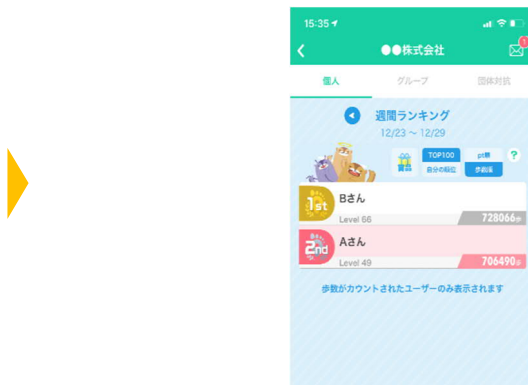 15:35
●●株式会社
1
個人 グループ 団体対抗
週間ランキング
12/23 ~ 12/29
賞品 TOP100 自分の順位 pt順 歩数順 ?
1st Bさん
Level 66 728066歩
2nd Aさん
Level 49 706490歩
歩数がカウントされたユーザーのみ表示されます